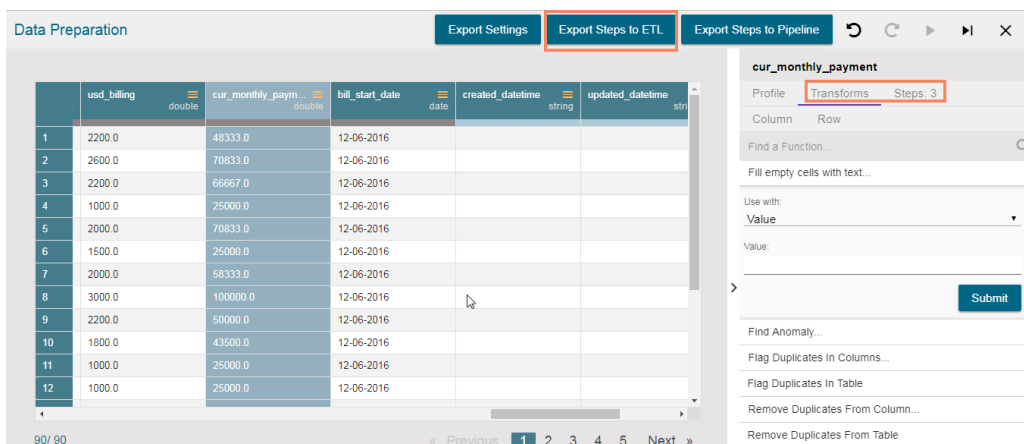 Data Preparation
Export Settings
Export Steps to ETL
Export Steps to Pipeline
usd_billing
double
cur_monthly_paym...
double
bill_start_date
date
created_datetime
string
updated_datetime
stri
1 2200.0 48333.0 12-06-2016
2 2600.0 70833.0 12-06-2016
3 2200.0 66667.0 12-06-2016
4 1000.0 25000.0 12-06-2016
5 2000.0 70833.0 12-06-2016
6 1500.0 25000.0 12-06-2016
7 2000.0 58333.0 12-06-2016
8 3000.0 100000.0 12-06-2016
9 2200.0 50000.0 12-06-2016
10 1800.0 43500.0 12-06-2016
11 1000.0 25000.0 12-06-2016
12 1000.0 25000.0 12-06-2016
90/ 90
« Previous 1 2 3 4 5 Next »
cur_monthly_payment
Profile Transforms Steps: 3
Column Row
Find a Function...
Fill empty cells with text...
Use with:
Value
Value:
Submit
Find Anomaly...
Flag Duplicates In Columns...
Flag Duplicates In Table
Remove Duplicates From Column...
Remove Duplicates From Table